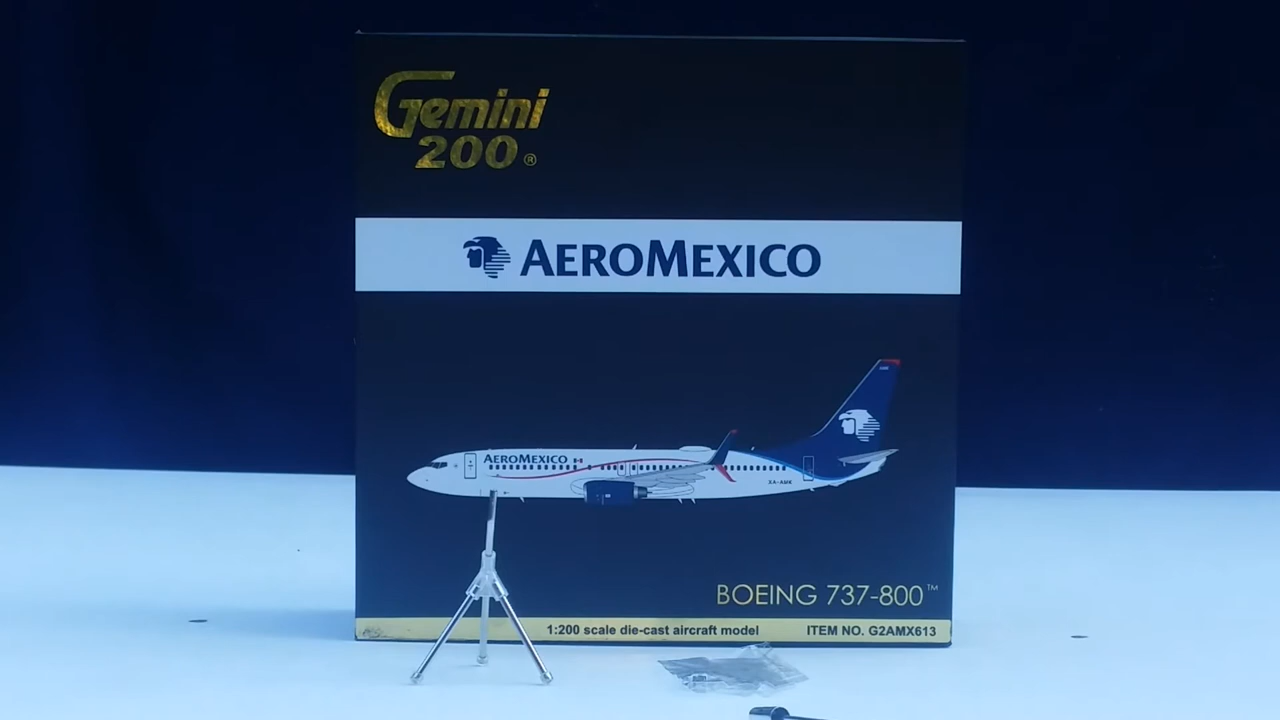 Gemini
200®
AEROMEXICO
AEROMEXICO
XA-AMK
BOEING 737-800™
1:200 scale die-cast aircraft model
ITEM NO. G2AMX613